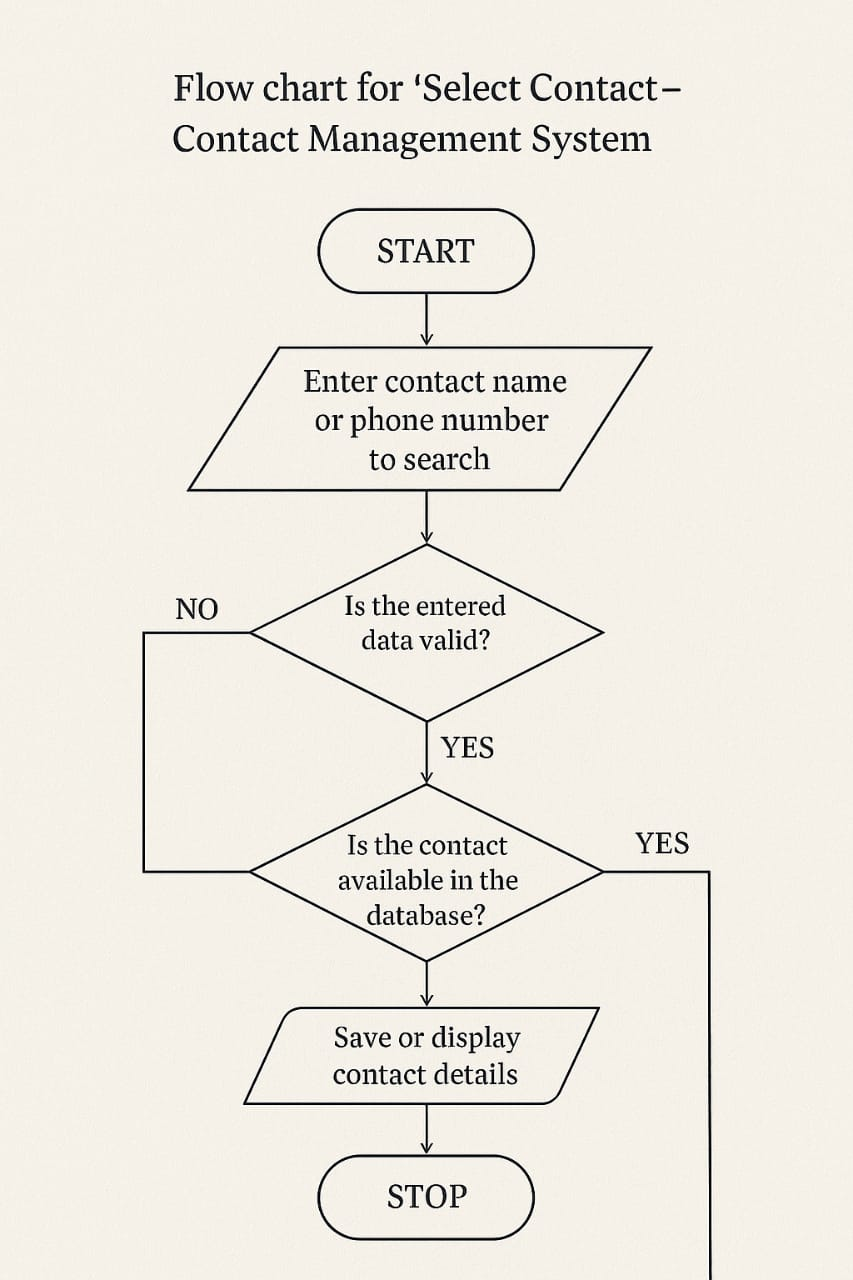 Flow chart for ‘Select Contact–
Contact Management System
START
Enter contact name
or phone number
to search
NO
Is the entered
data valid?
YES
Is the contact
available in the
database?
YES
Save or display
contact details
STOP